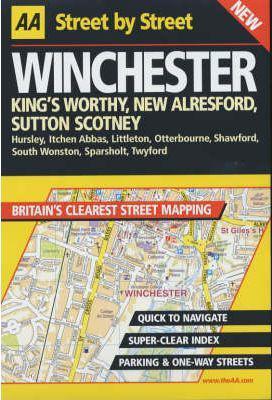 AA Street by Street
NEW
WINCHESTER
KING'S WORTHY, NEW ALRESFORD,
SUTTON SCOTNEY
Hursley, Itchen Abbas, Littleton, Otterbourne, Shawford,
South Wonston, Sparsholt, Twyford
BRITAIN'S CLEAREST STREET MAPPING
St Giles's H
WINCHESTER
QUICK TO NAVIGATE
SUPER-CLEAR INDEX
PARKING & ONE-WAY STREETS
www.theAA.com